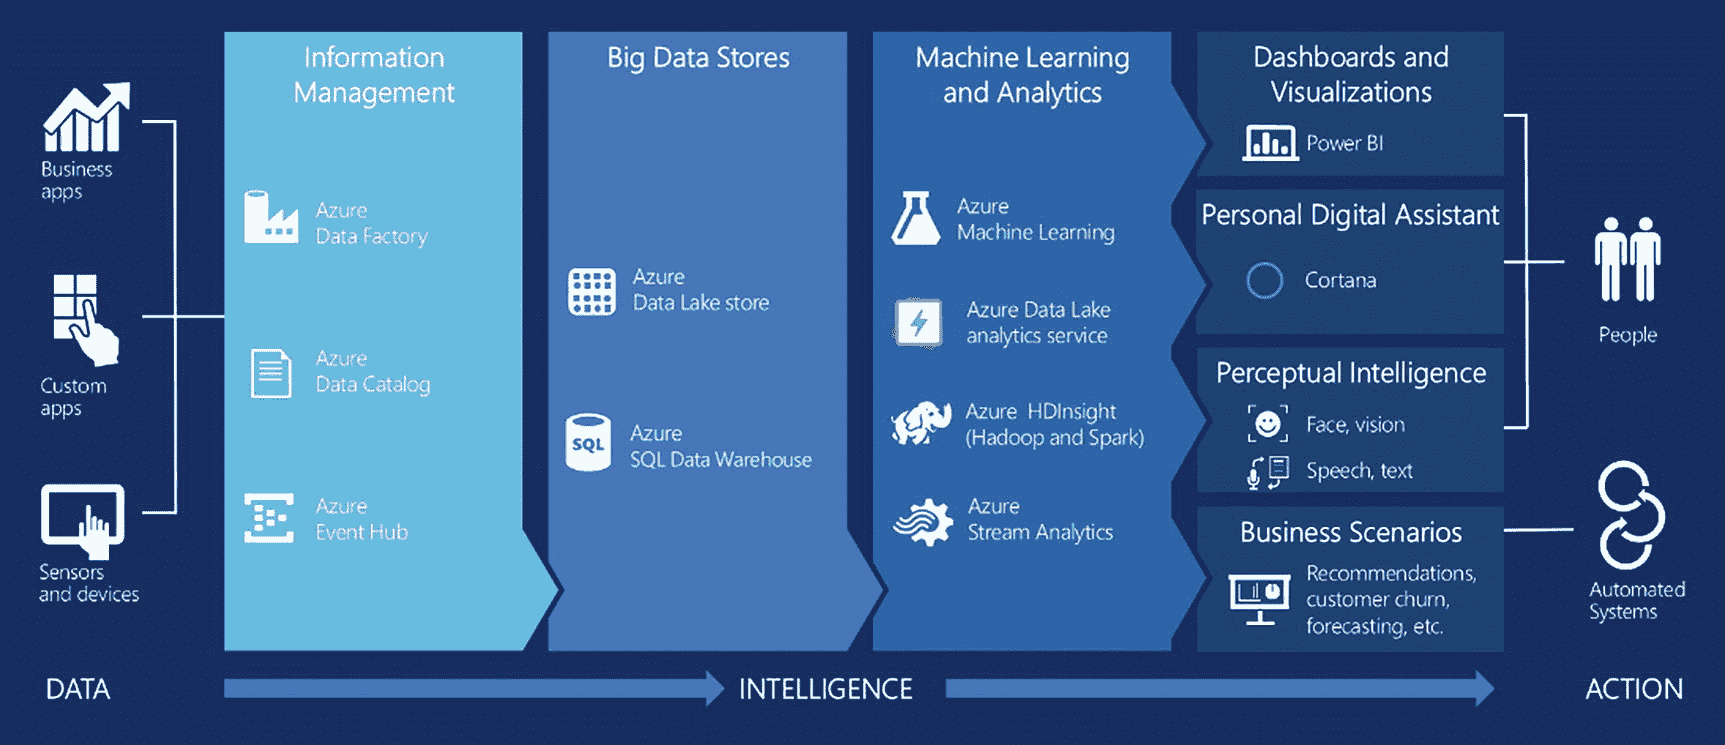 Business
apps
Custom
apps
Sensors
and devices
DATA
Information
Management
Azure
Data Factory
Azure
Data Catalog
Azure
Event Hub
Big Data Stores
Azure
Data Lake store
SQL
Azure
SQL Data Warehouse
Machine Learning
and Analytics
Azure
Machine Learning
Azure Data Lake
analytics service
Azure HDInsight
(Hadoop and Spark)
Azure
Stream Analytics
Dashboards and
Visualizations
Power BI
Personal Digital Assistant
Cortana
Perceptual Intelligence
Face, vision
Speech, text
Business Scenarios
Recommendations,
customer churn,
forecasting, etc.
INTELLIGENCE
People
Automated
Systems
ACTION